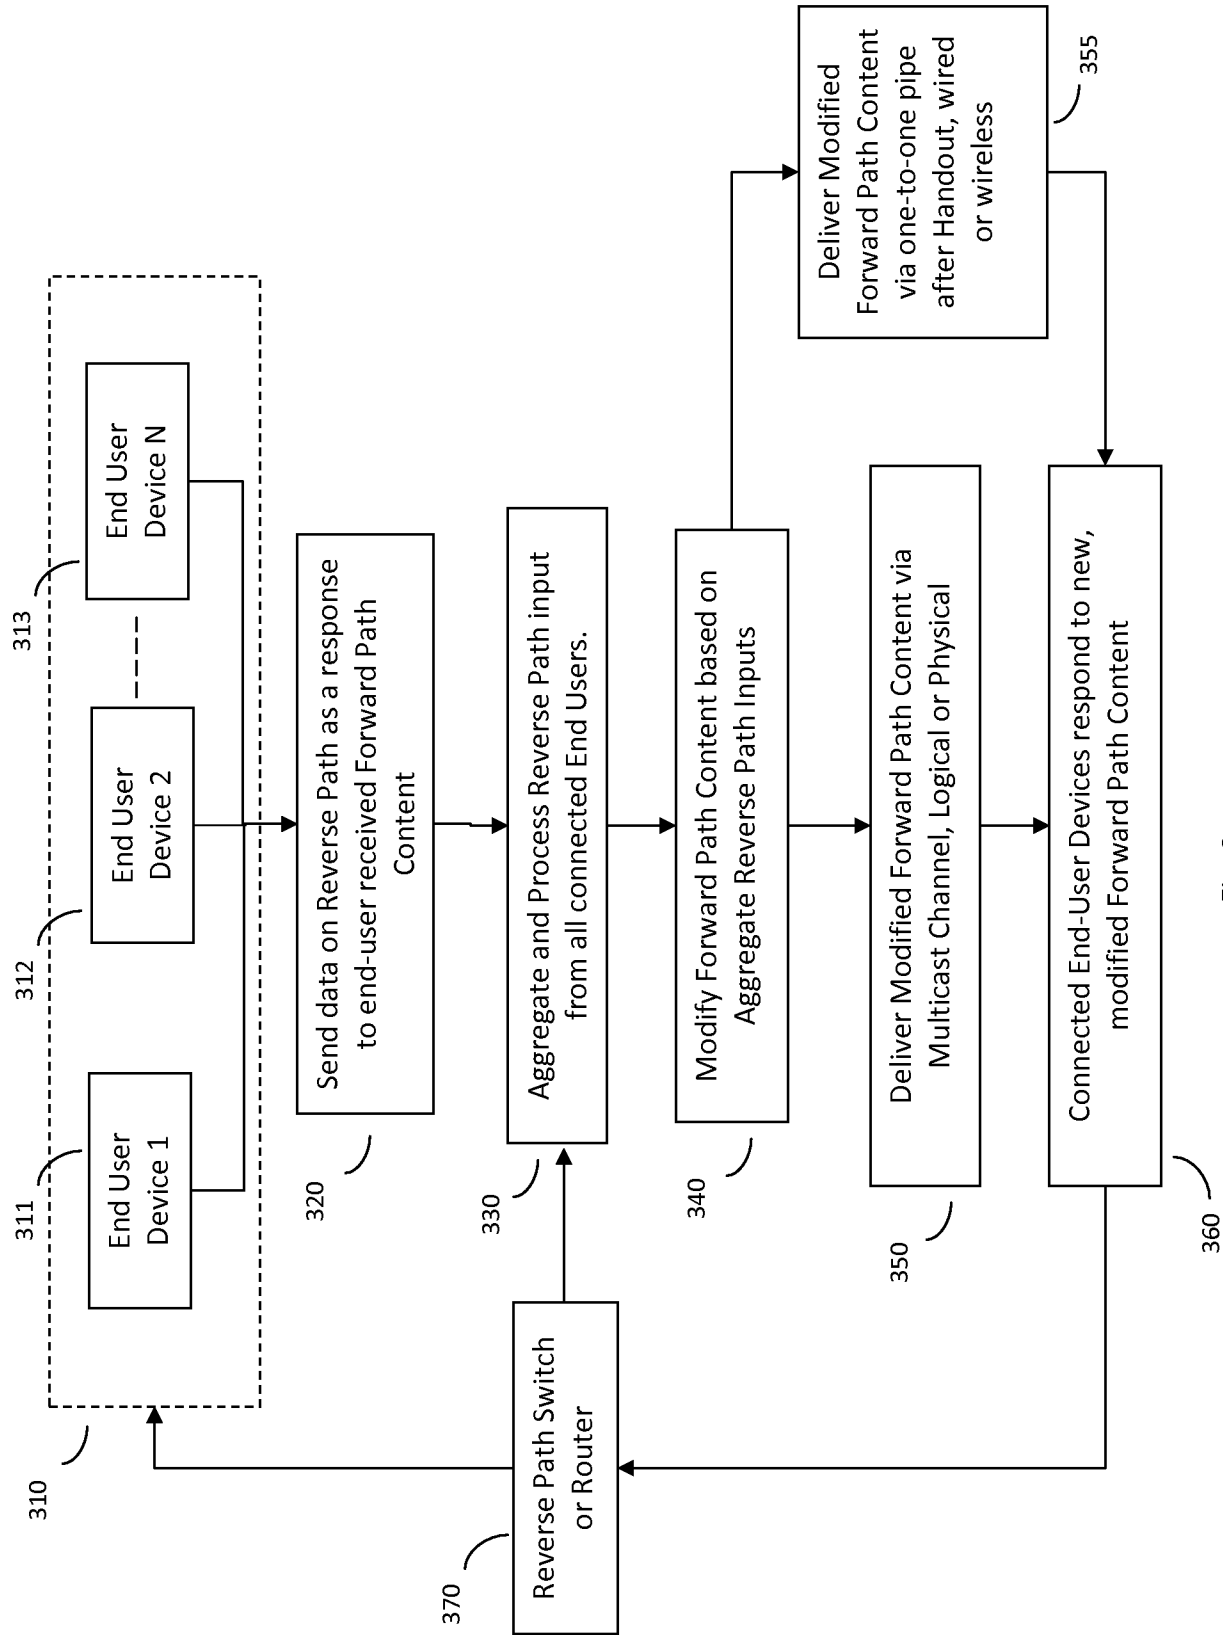 310
311
End User
Device 1
312
End User
Device 2
313
End User
Device N
320
Send data on Reverse Path as a response
to end-user received Forward Path
Content
330
Aggregate and Process Reverse Path input
from all connected End Users.
370
Reverse Path Switch
or Router
340
Modify Forward Path Content based on
Aggregate Reverse Path Inputs
350
Deliver Modified Forward Path Content via
Multicast Channel, Logical or Physical
Deliver Modified
Forward Path Content
via one-to-one pipe
after Handout, wired
or wireless
355
360
Connected End-User Devices respond to new,
modified Forward Path Content